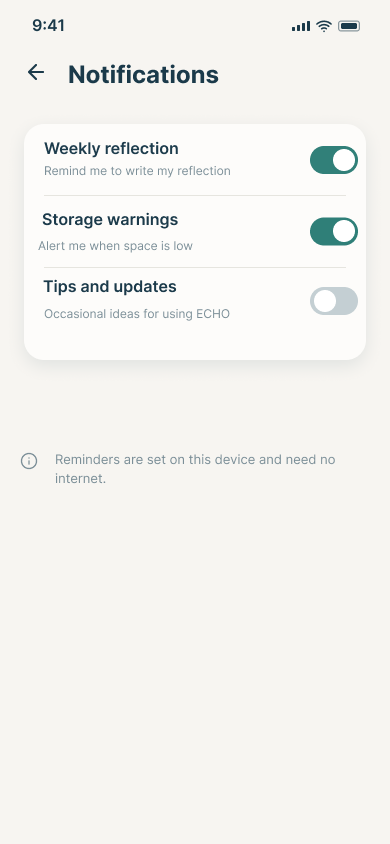 9:41
Notifications
Weekly reflection
Remind me to write my reflection
Storage warnings
Alert me when space is low
Tips and updates
Occasional ideas for using ECHO
Reminders are set on this device and need no
internet.